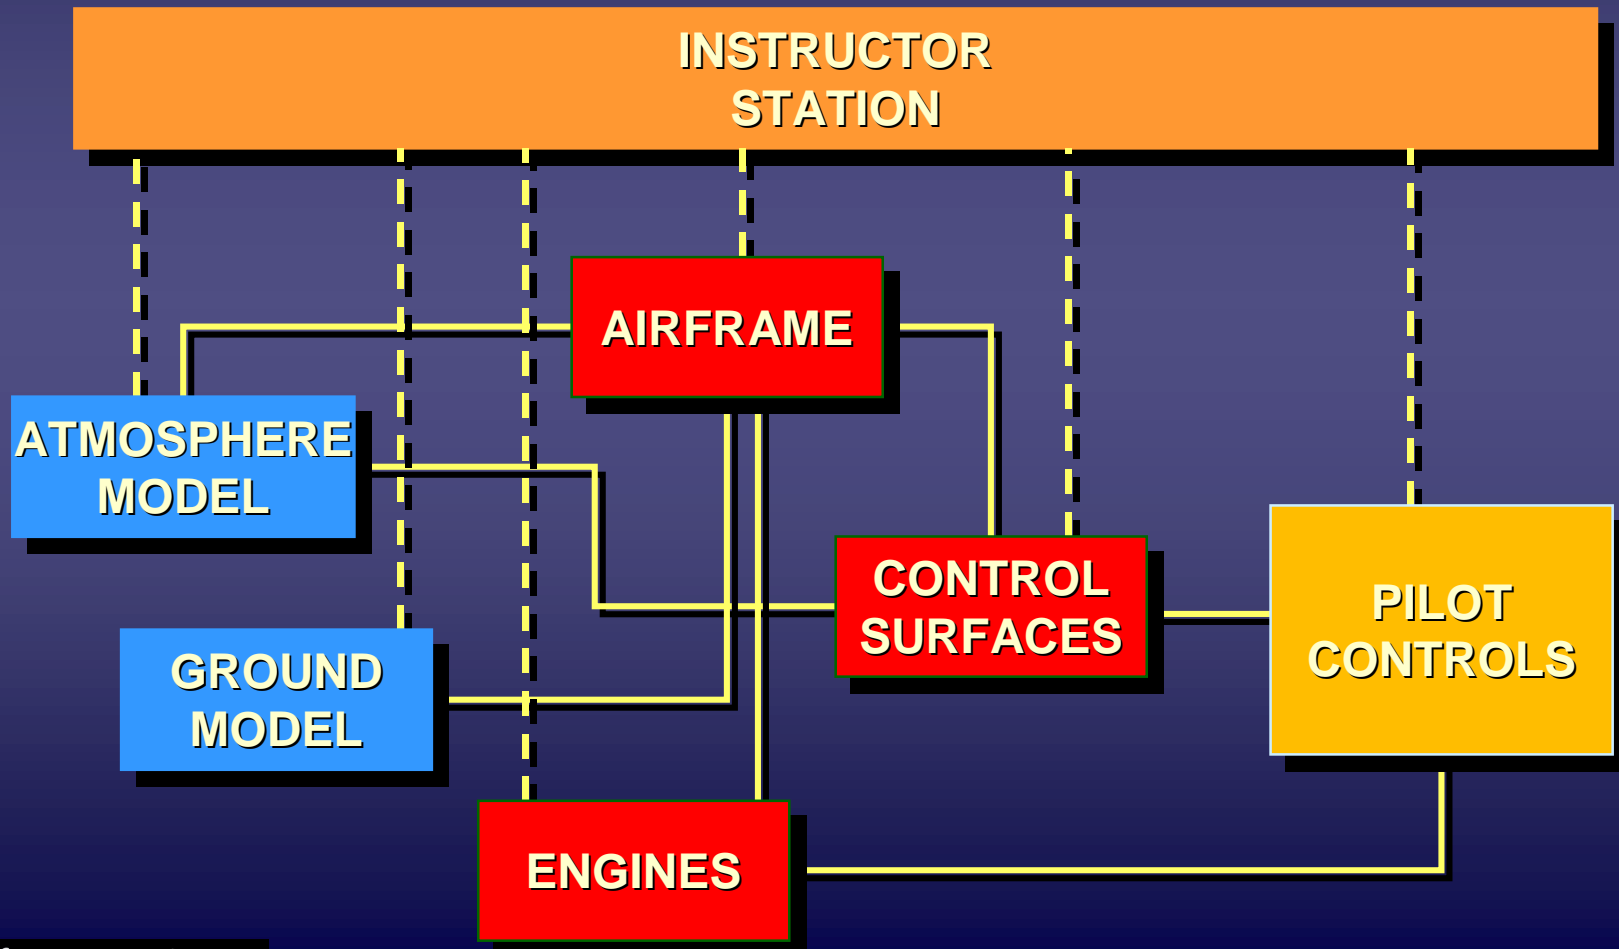 INSTRUCTOR
STATION
AIRFRAME
ATMOSPHERE
MODEL
CONTROL
SURFACES
PILOT
CONTROLS
GROUND
MODEL
ENGINES